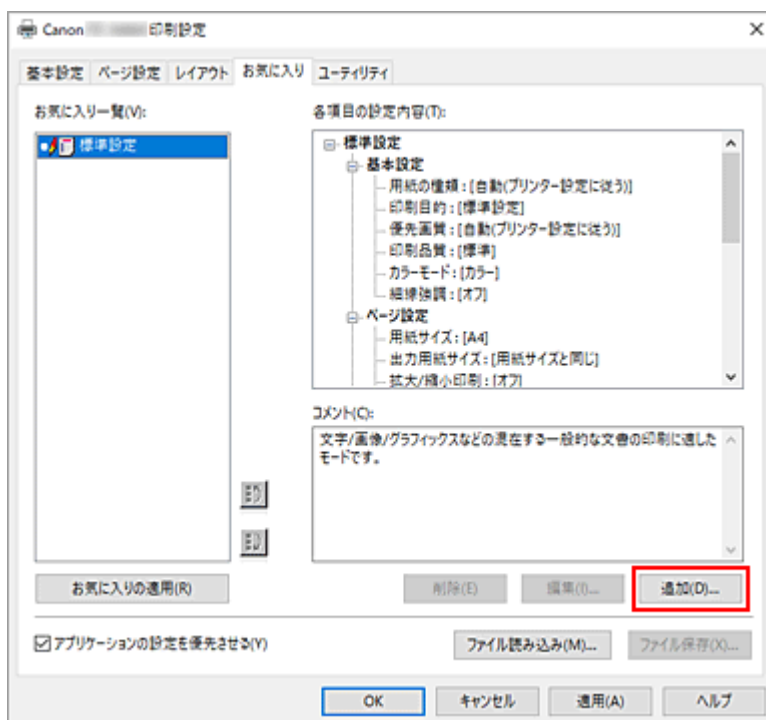 Canon 印刷設定
基本設定 ページ設定 レイアウト お気に入り ユーティリティ
お気に入り一覧(V):
標準設定
各項目の設定内容(T):
標準設定
基本設定
用紙の種類:[自動(プリンター設定に従う)]
印刷目的:[標準設定]
優先画質:[自動(プリンター設定に従う)]
印刷品質:[標準]
カラーモード:[カラー]
細線強調:[オフ]
ページ設定
用紙サイズ:[A4]
出力用紙サイズ:[用紙サイズと同じ]
拡大/縮小印刷:[オフ]
コメント(C):
文字/画像/グラフィックスなどの混在する一般的な文書の印刷に適した
モードです。
お気に入りの適用(R) 削除(E) 編集(I)... 追加(D)...
アプリケーションの設定を優先させる(Y) ファイル読み込み(M)... ファイル保存(X)...
OK キャンセル 適用(A) ヘルプ